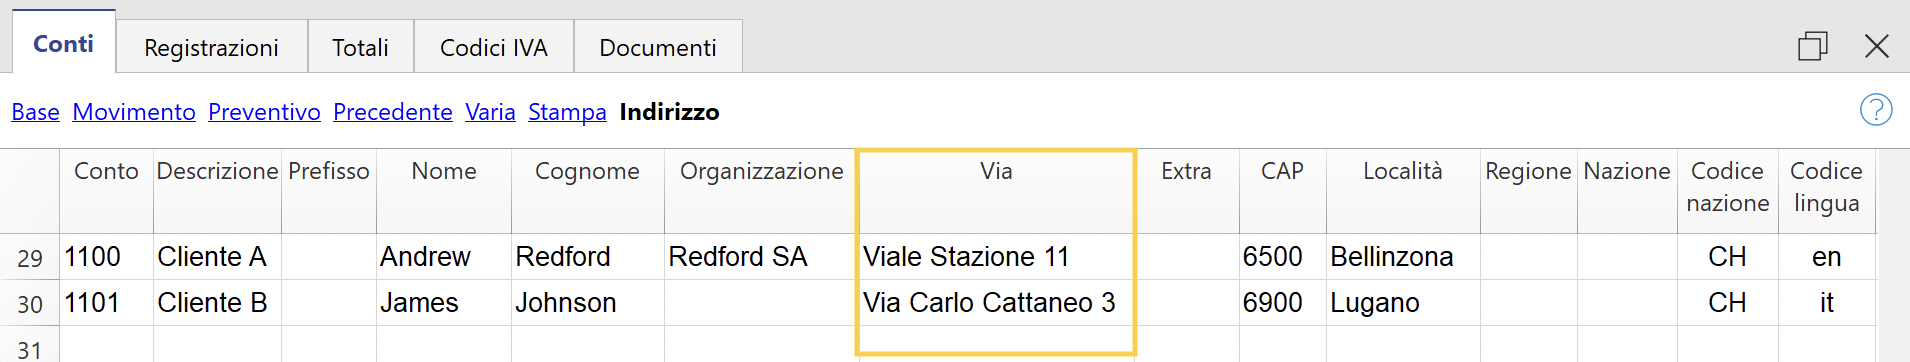 Conti Registrazioni Totali Codici IVA Documenti
Base Movimento Preventivo Precedente Varia Stampa Indirizzo ?
Conto Descrizione Prefisso Nome Cognome Organizzazione Via Extra CAP Località Regione Nazione Codice nazione Codice lingua
29 1100 Cliente A Andrew Redford Redford SA Viale Stazione 11 6500 Bellinzona CH en
30 1101 Cliente B James Johnson Via Carlo Cattaneo 3 6900 Lugano CH it
31